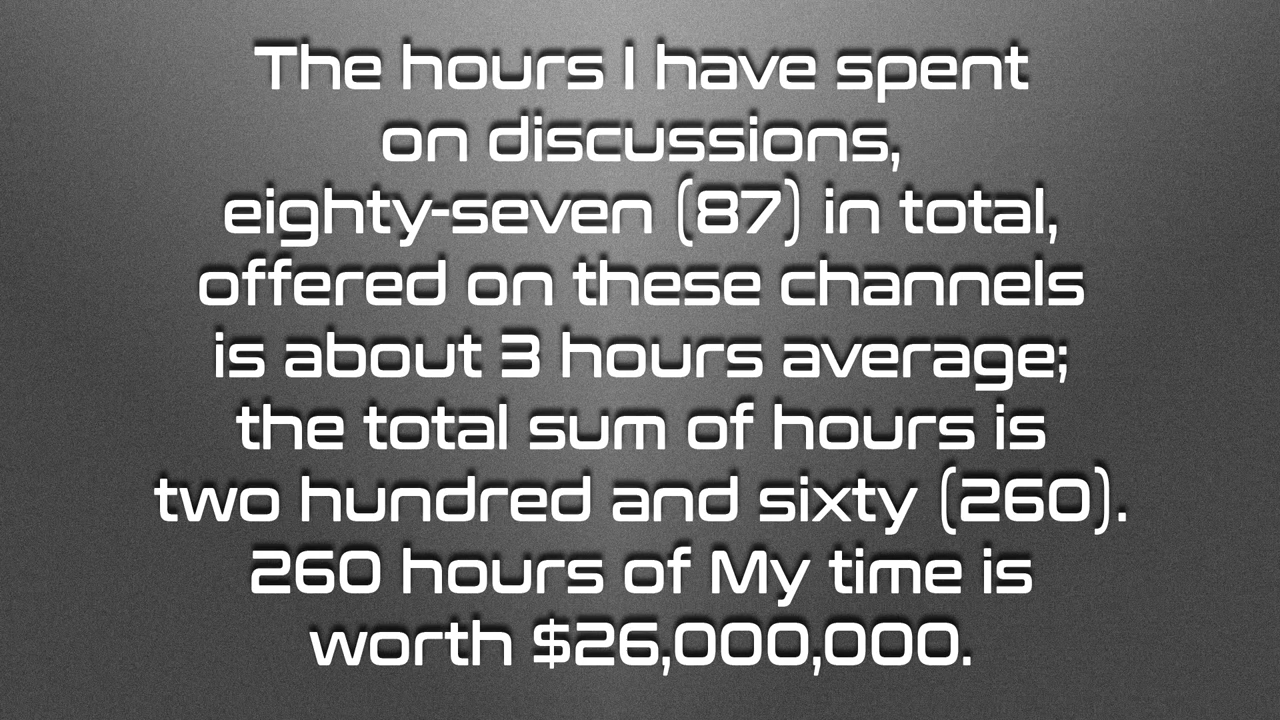 The hours I have spent
on discussions,
eighty-seven (87) in total,
offered on these channels
is about 3 hours average;
the total sum of hours is
two hundred and sixty (260).
260 hours of My time is
worth $26,000,000.